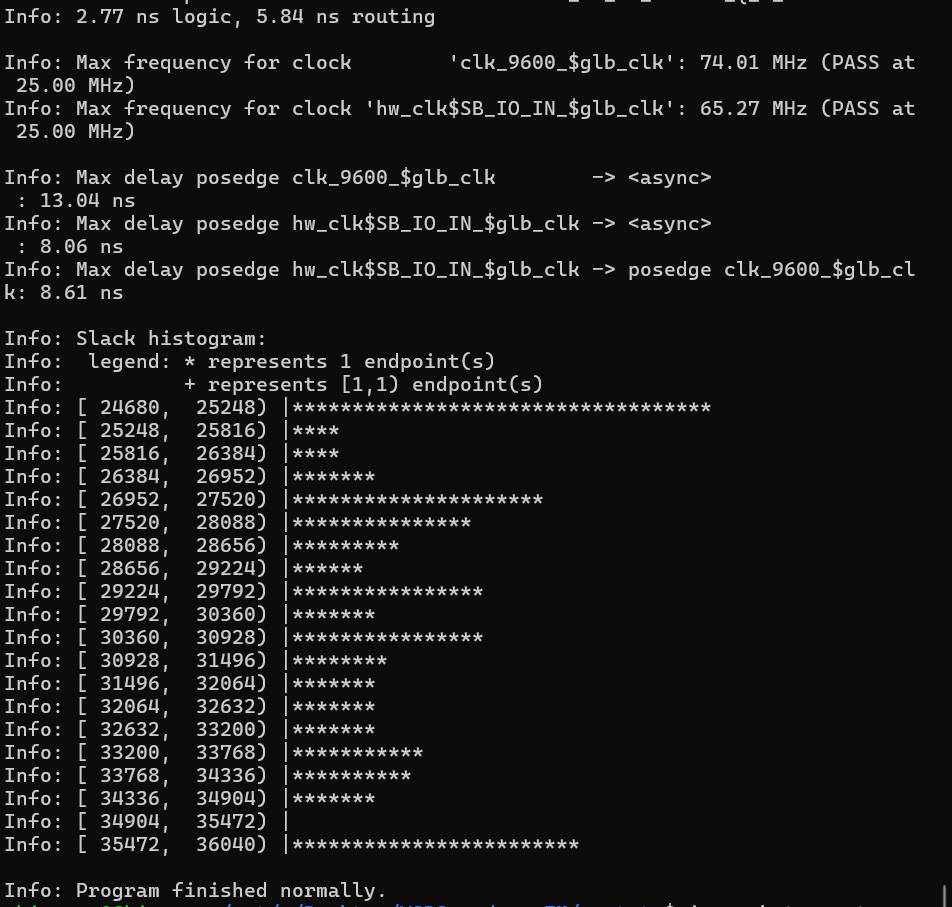 Info: 2.77 ns logic, 5.84 ns routing
Info: Max frequency for clock        'clk_9600_$glb_clk': 74.01 MHz (PASS at
 25.00 MHz)
Info: Max frequency for clock 'hw_clk$SB_IO_IN_$glb_clk': 65.27 MHz (PASS at
 25.00 MHz)
Info: Max delay posedge clk_9600_$glb_clk        -> <async>
 : 13.04 ns
Info: Max delay posedge hw_clk$SB_IO_IN_$glb_clk -> <async>
 : 8.06 ns
Info: Max delay posedge hw_clk$SB_IO_IN_$glb_clk -> posedge clk_9600_$glb_cl
k: 8.61 ns
Info: Slack histogram:
Info:  legend: * represents 1 endpoint(s)
Info:          + represents [1,1) endpoint(s)
Info: [ 24680,  25248) |***********************************
Info: [ 25248,  25816) |****
Info: [ 25816,  26384) |****
Info: [ 26384,  26952) |*******
Info: [ 26952,  27520) |*********************
Info: [ 27520,  28088) |***************
Info: [ 28088,  28656) |*********
Info: [ 28656,  29224) |******
Info: [ 29224,  29792) |****************
Info: [ 29792,  30360) |*******
Info: [ 30360,  30928) |****************
Info: [ 30928,  31496) |********
Info: [ 31496,  32064) |*******
Info: [ 32064,  32632) |*******
Info: [ 32632,  33200) |*******
Info: [ 33200,  33768) |***********
Info: [ 33768,  34336) |**********
Info: [ 34336,  34904) |*******
Info: [ 34904,  35472) |
Info: [ 35472,  36040) |************************
Info: Program finished normally.